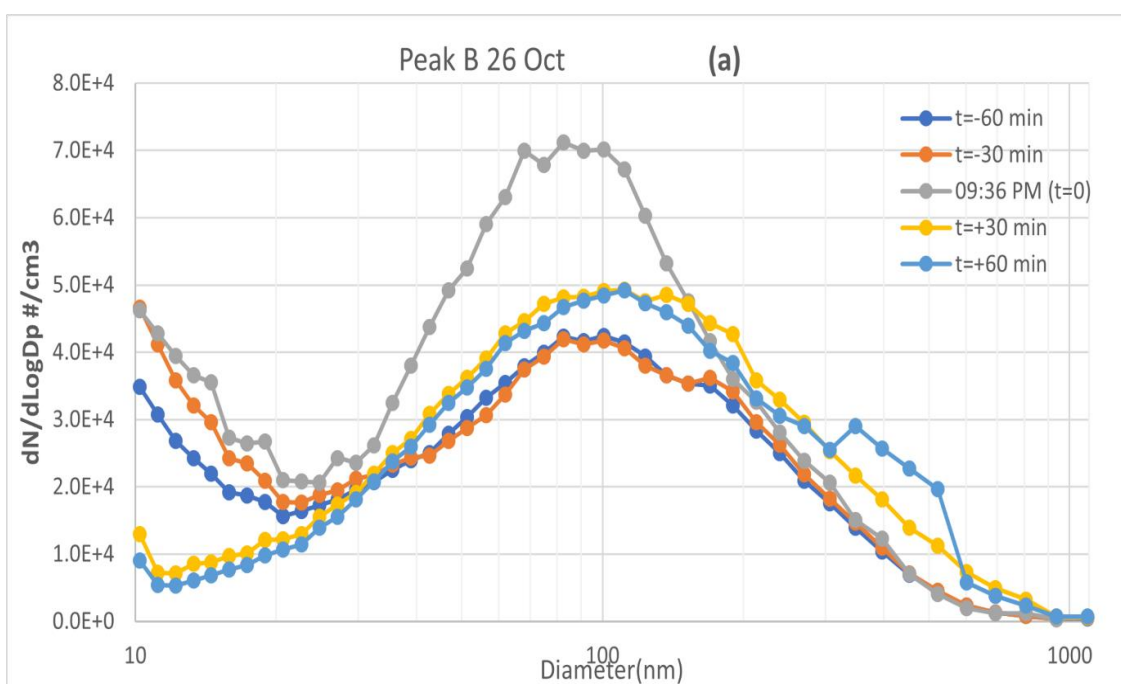 Peak B 26 Oct (a)
8.0E+4
7.0E+4
6.0E+4
5.0E+4
4.0E+4
3.0E+4
2.0E+4
1.0E+4
0.0E+0
dN/dLogDp #/cm3
t=-60 min
t=-30 min
09:36 PM (t=0)
t=+30 min
t=+60 min
10 100 1000
Diameter(nm)